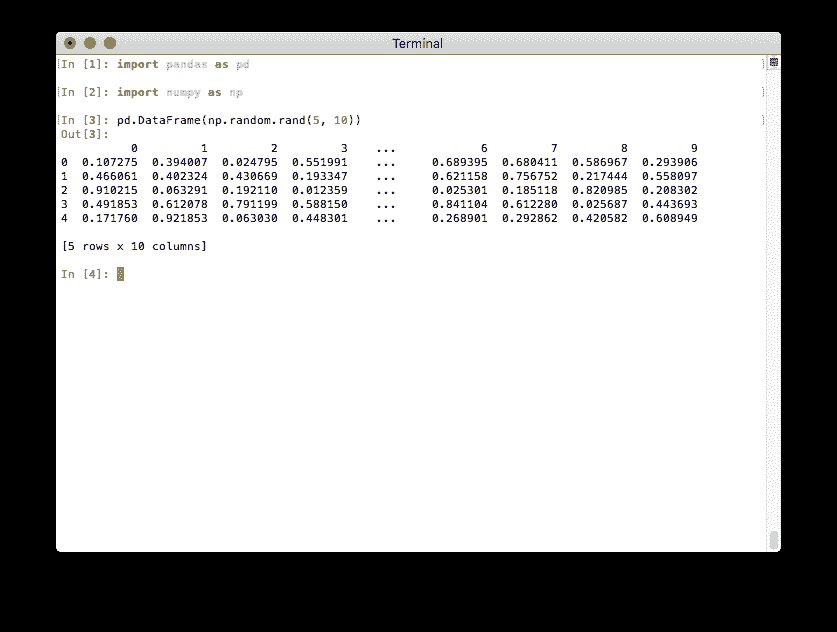 Terminal
In [1]: import pandas as pd
In [2]: import numpy as np
In [3]: pd.DataFrame(np.random.rand(5, 10))
Out[3]:
0 1 2 3 ... 6 7 8 9
0 0.107275 0.394007 0.024795 0.551991 ... 0.689395 0.680411 0.586967 0.293906
1 0.466061 0.402324 0.430669 0.193347 ... 0.621158 0.756752 0.217444 0.558097
2 0.910215 0.063291 0.192110 0.012359 ... 0.025301 0.185118 0.820985 0.208302
3 0.491853 0.612078 0.791199 0.588150 ... 0.841104 0.612280 0.025687 0.443693
4 0.171760 0.921853 0.063030 0.448301 ... 0.268901 0.292862 0.420582 0.608949
[5 rows x 10 columns]
In [4]: